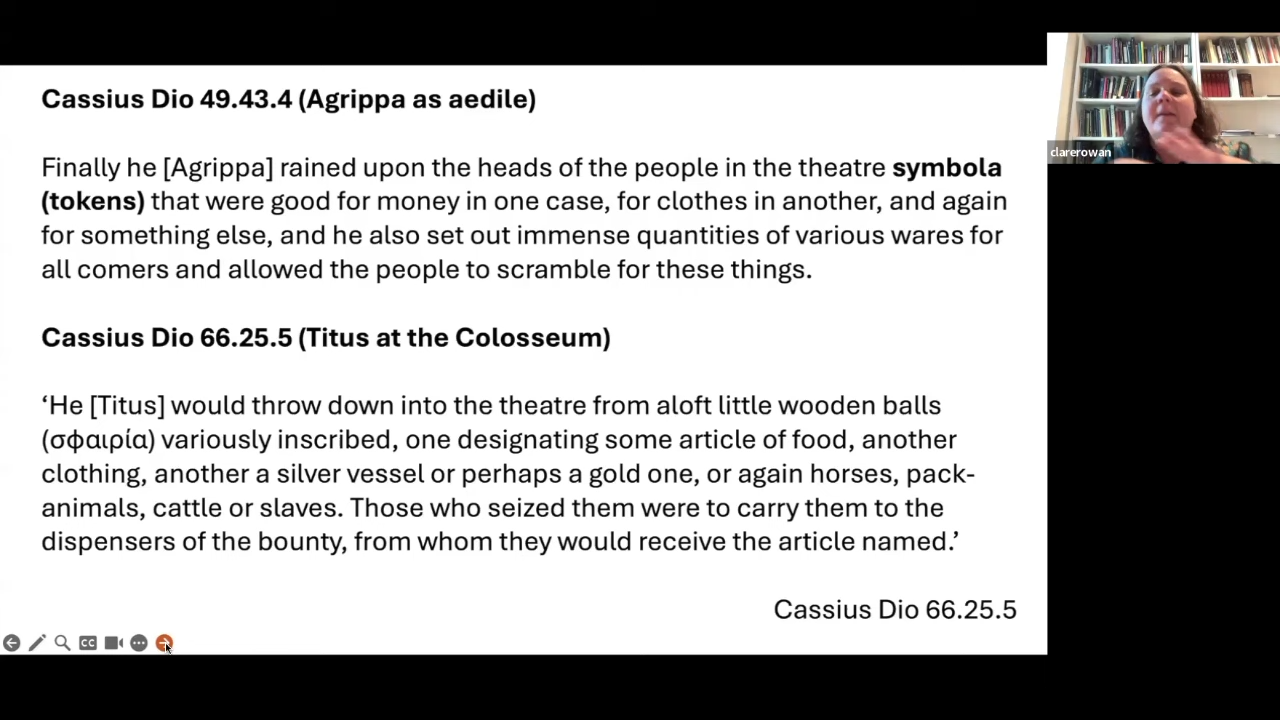 Cassius Dio 49.43.4 (Agrippa as aedile)
Finally he [Agrippa] rained upon the heads of the people in the theatre symbola
(tokens) that were good for money in one case, for clothes in another, and again
for something else, and he also set out immense quantities of various wares for
all comers and allowed the people to scramble for these things.
Cassius Dio 66.25.5 (Titus at the Colosseum)
‘He [Titus] would throw down into the theatre from aloft little wooden balls
(σφαιρία) variously inscribed, one designating some article of food, another
clothing, another a silver vessel or perhaps a gold one, or again horses, pack-
animals, cattle or slaves. Those who seized them were to carry them to the
dispensers of the bounty, from whom they would receive the article named.’
Cassius Dio 66.25.5
clarerowan
CC